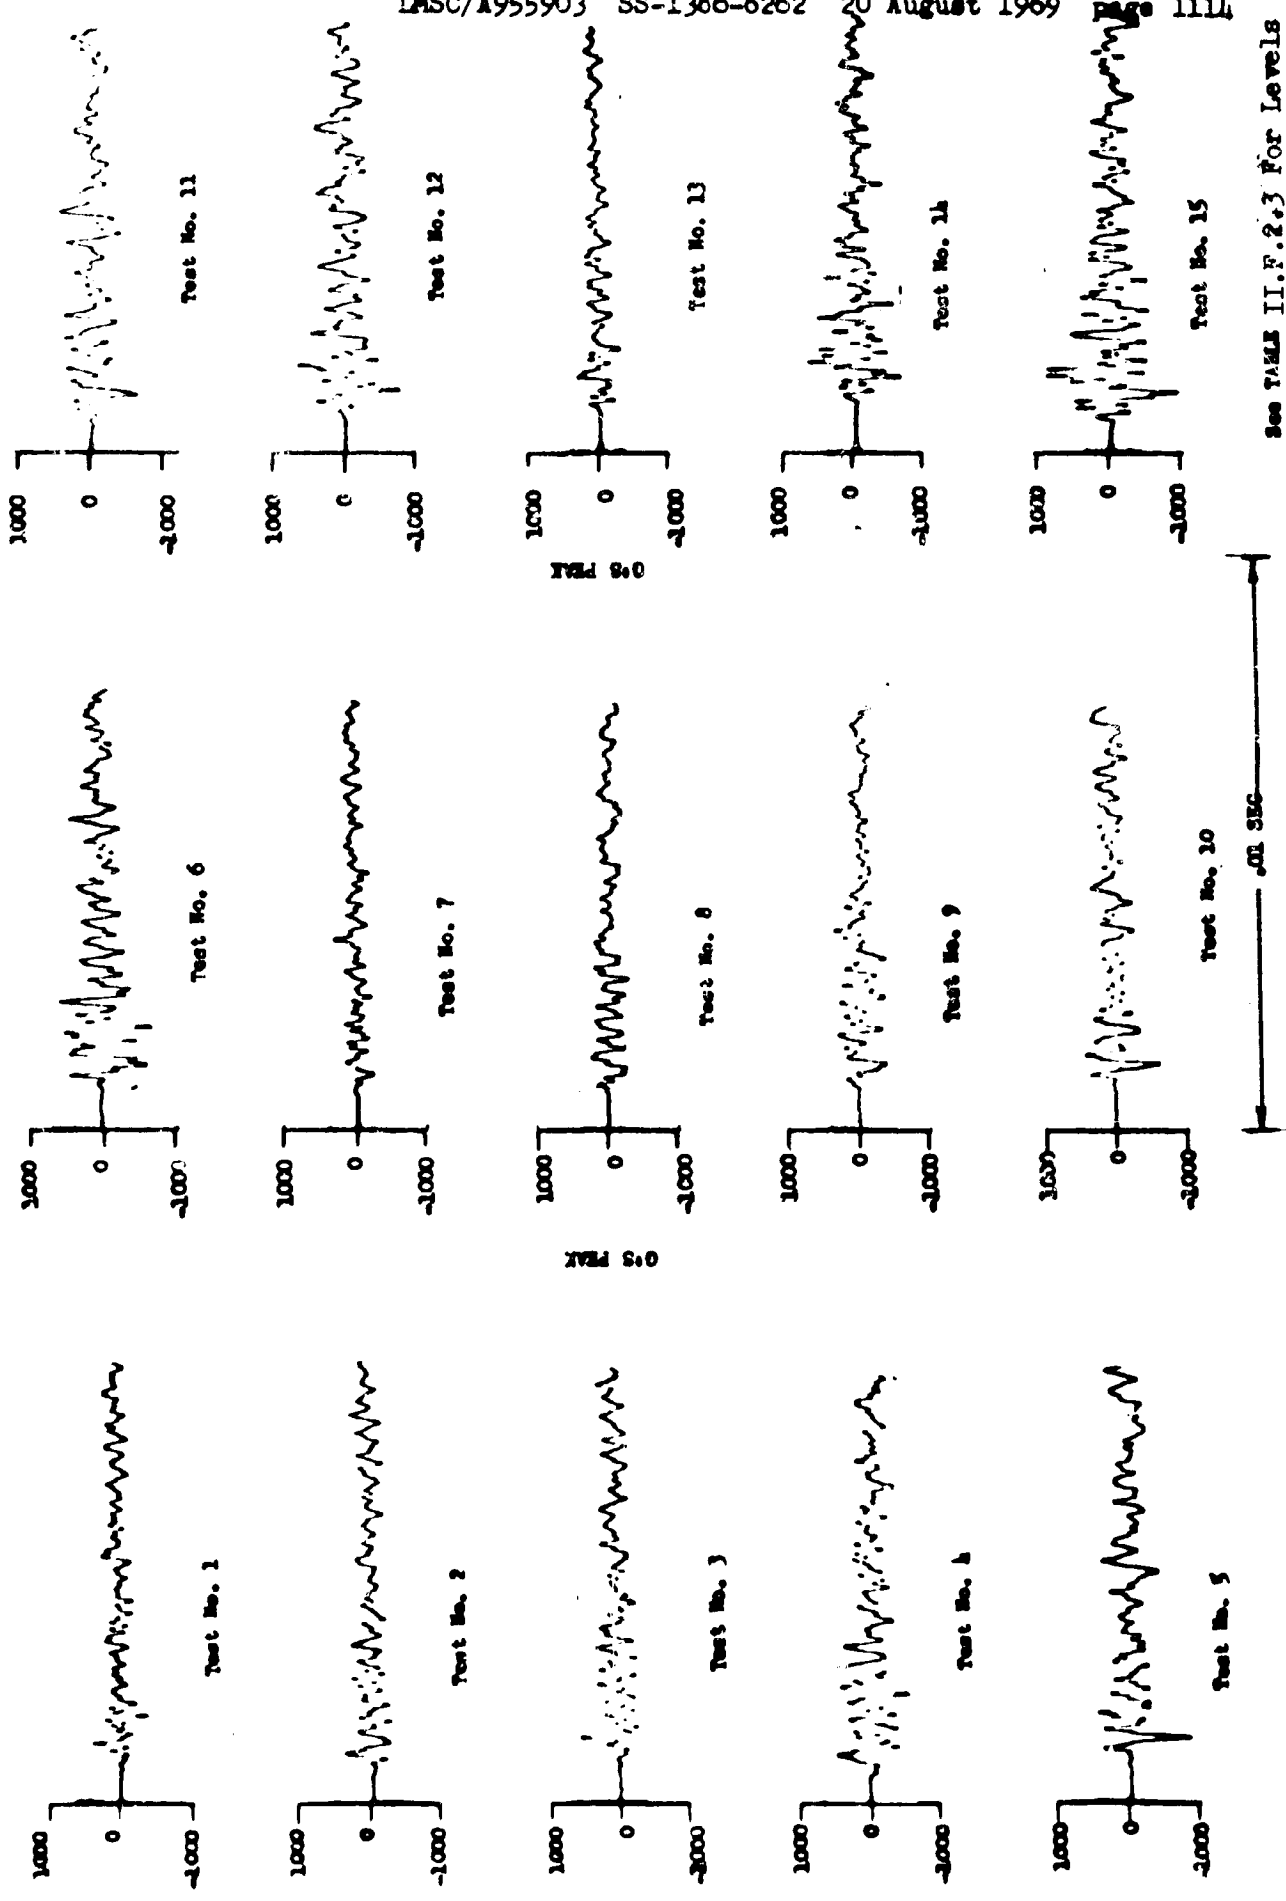 LMSC/A955903 SS-1366-6262 20 August 1969 page 1114
1000
0
-1000
Test No. 1
1000
0
-1000
Test No. 2
1000
0
-1000
Test No. 3
1000
0
-1000
Test No. 4
1000
0
-1000
Test No. 5
G'S PEAK
1000
0
-1000
Test No. 6
1000
0
-1000
Test No. 7
1000
0
-1000
Test No. 8
1000
0
-1000
Test No. 9
1000
0
-1000
Test No. 10
.01 SEC
G'S PEAK
1000
0
-1000
Test No. 11
1000
0
-1000
Test No. 12
1000
0
-1000
Test No. 13
1000
0
-1000
Test No. 14
1000
0
-1000
Test No. 15
See TABLE II.F.2.3 For Levels